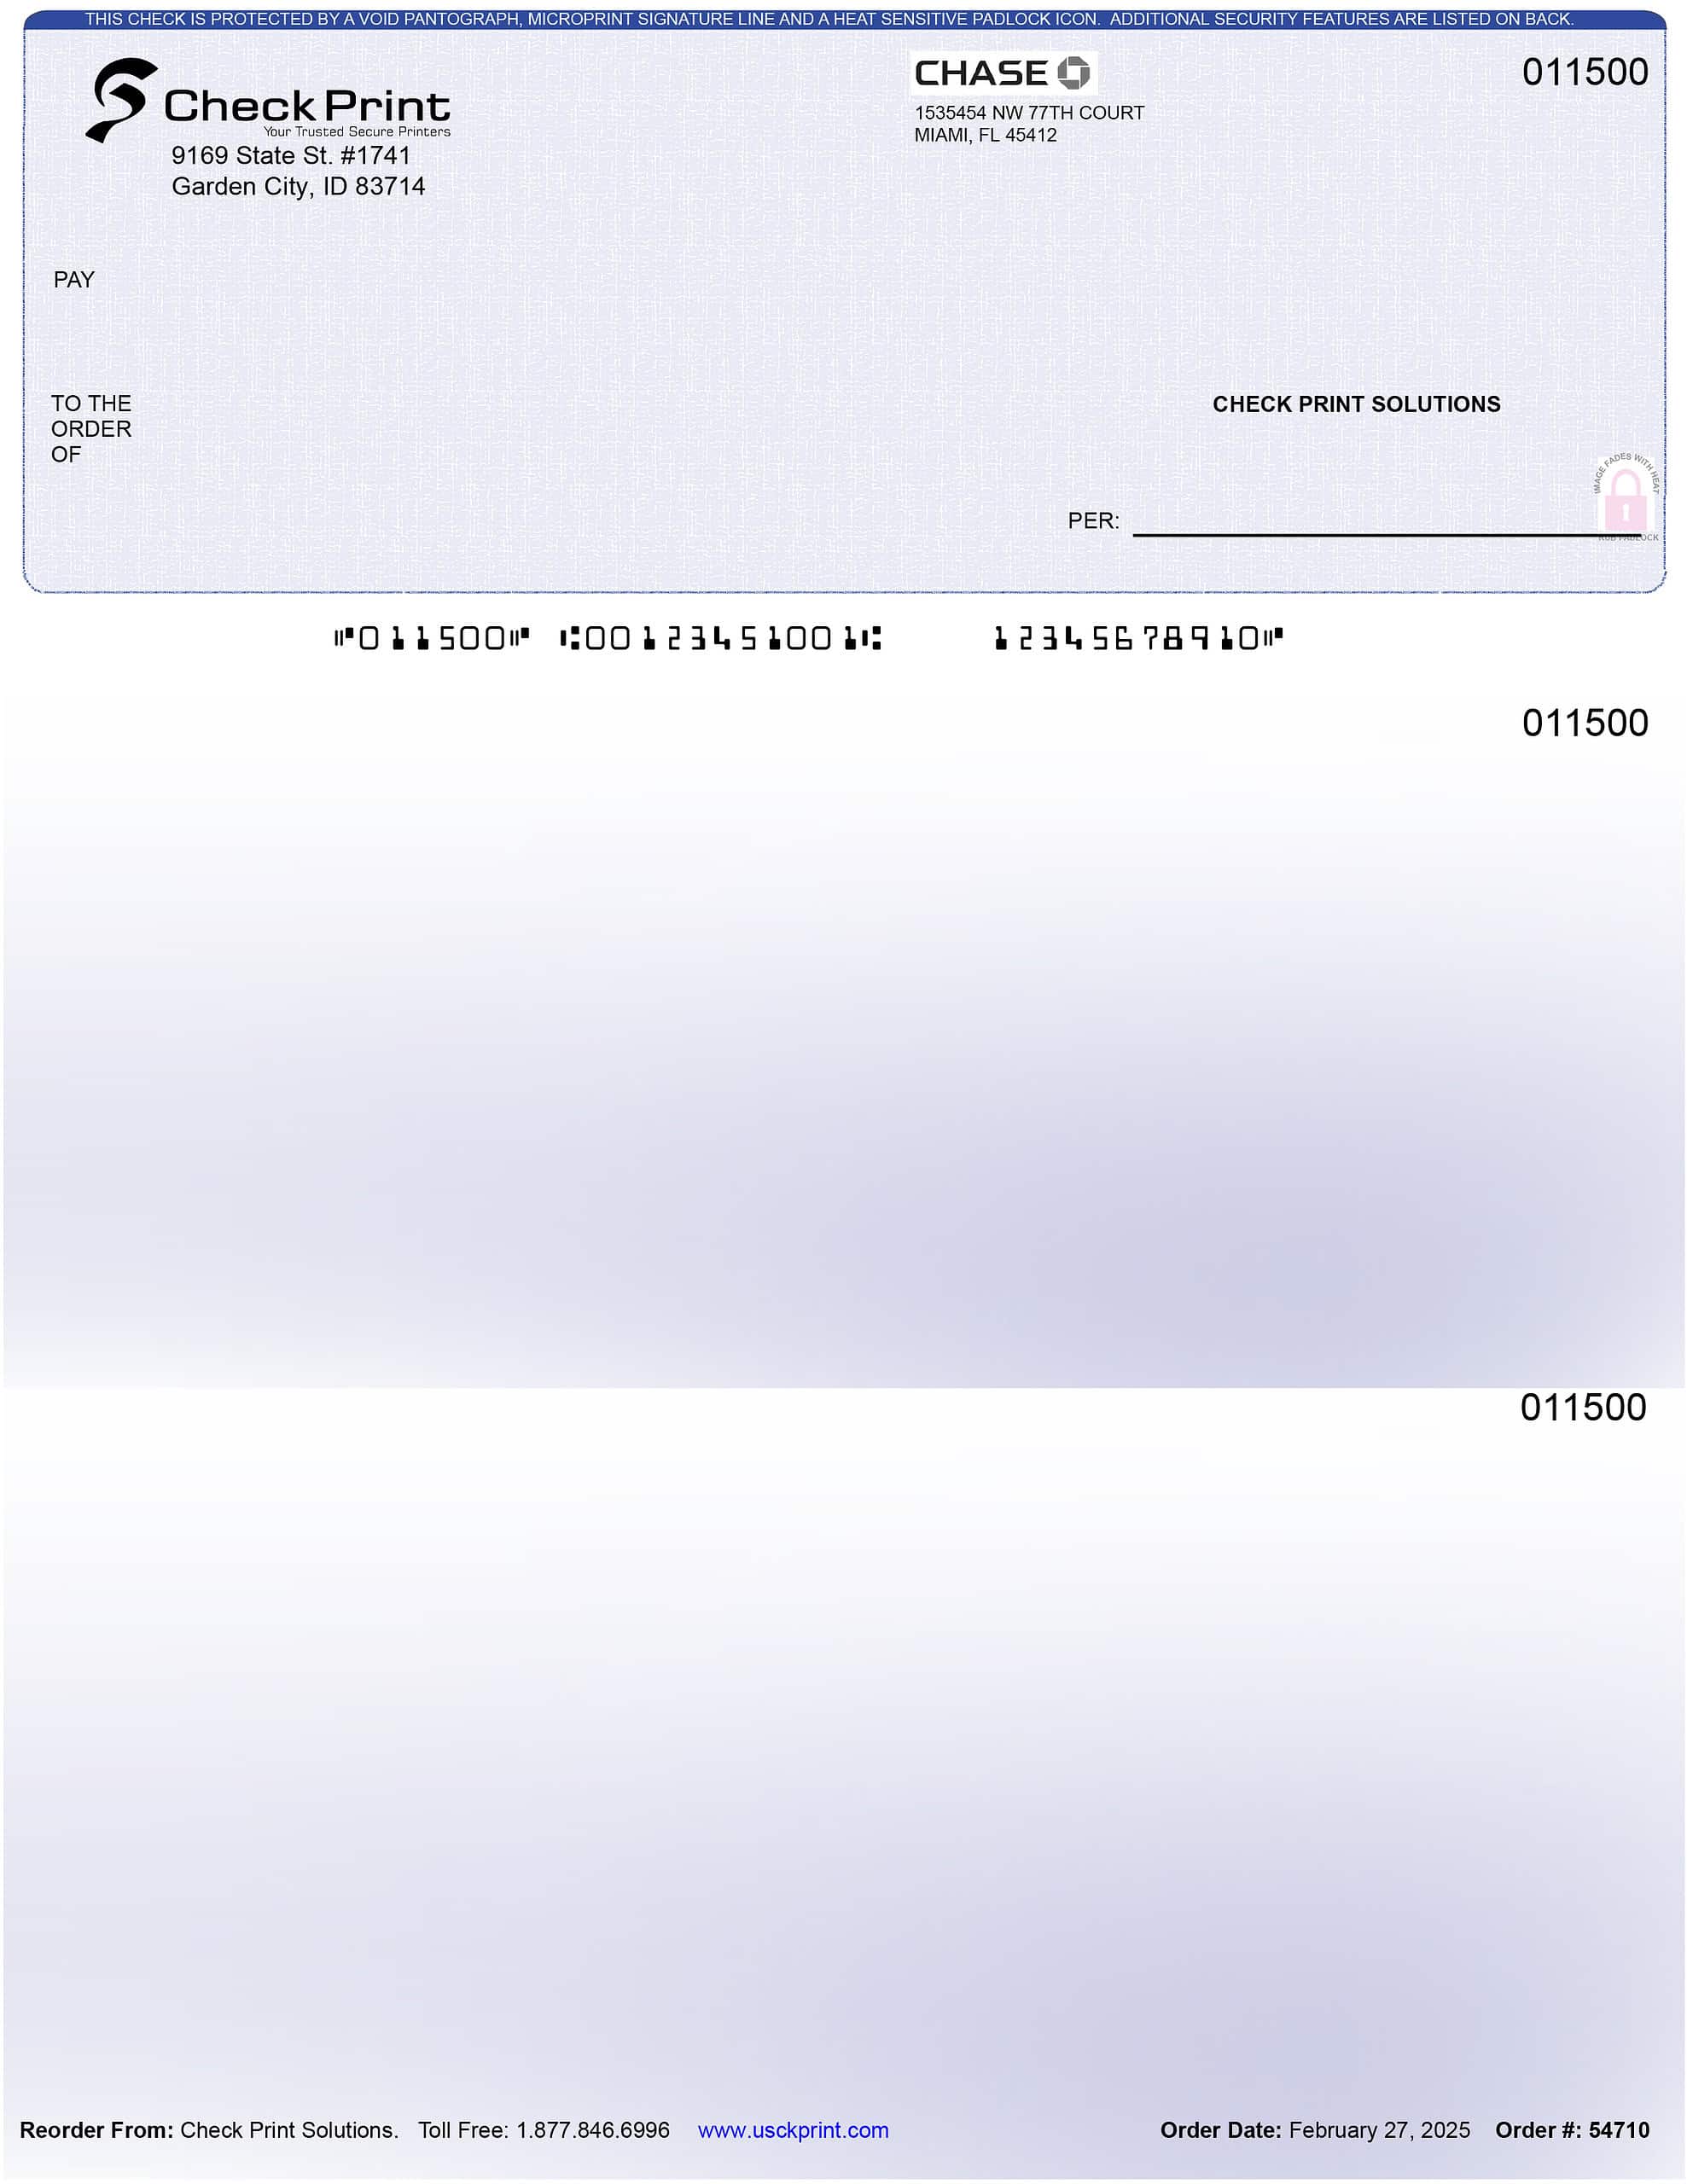 THIS CHECK IS PROTECTED BY A VOID PANTOGRAPH, MICROPRINT SIGNATURE LINE AND A HEAT SENSITIVE PADLOCK ICON. ADDITIONAL SECURITY FEATURES ARE LISTED ON BACK.
Check Print
Your Trusted Secure Printers
9169 State St. #1741
Garden City, ID 83714
CHASE
1535454 NW 77TH COURT
MIAMI, FL 45412
011500
PAY
TO THE
ORDER
OF
CHECK PRINT SOLUTIONS
IMAGE FADES WITH HEAT
RUB PADLOCK
PER:
⑈011500⑈ ⑆00123451001⑆ 12345678910⑈
011500
011500
Reorder From: Check Print Solutions. Toll Free: 1.877.846.6996 www.usckprint.com Order Date: February 27, 2025 Order #: 54710